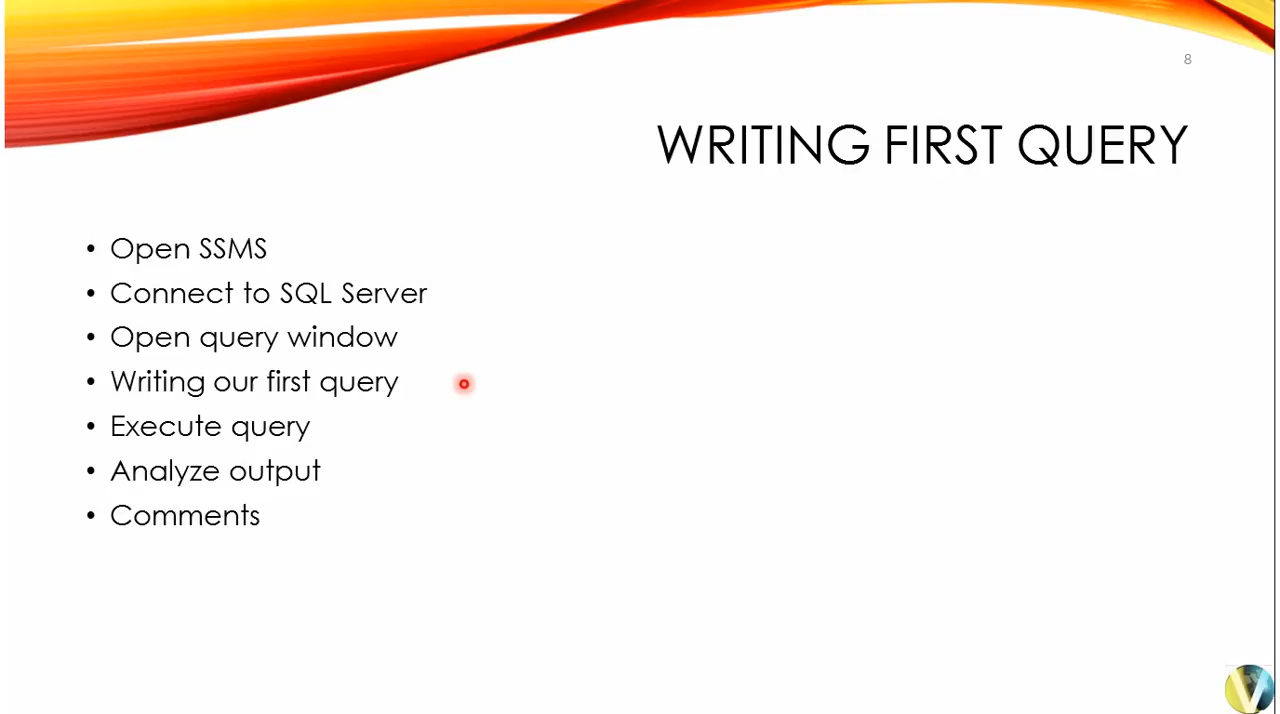 8
WRITING FIRST QUERY
• Open SSMS
• Connect to SQL Server
• Open query window
• Writing our first query
• Execute query
• Analyze output
• Comments
V